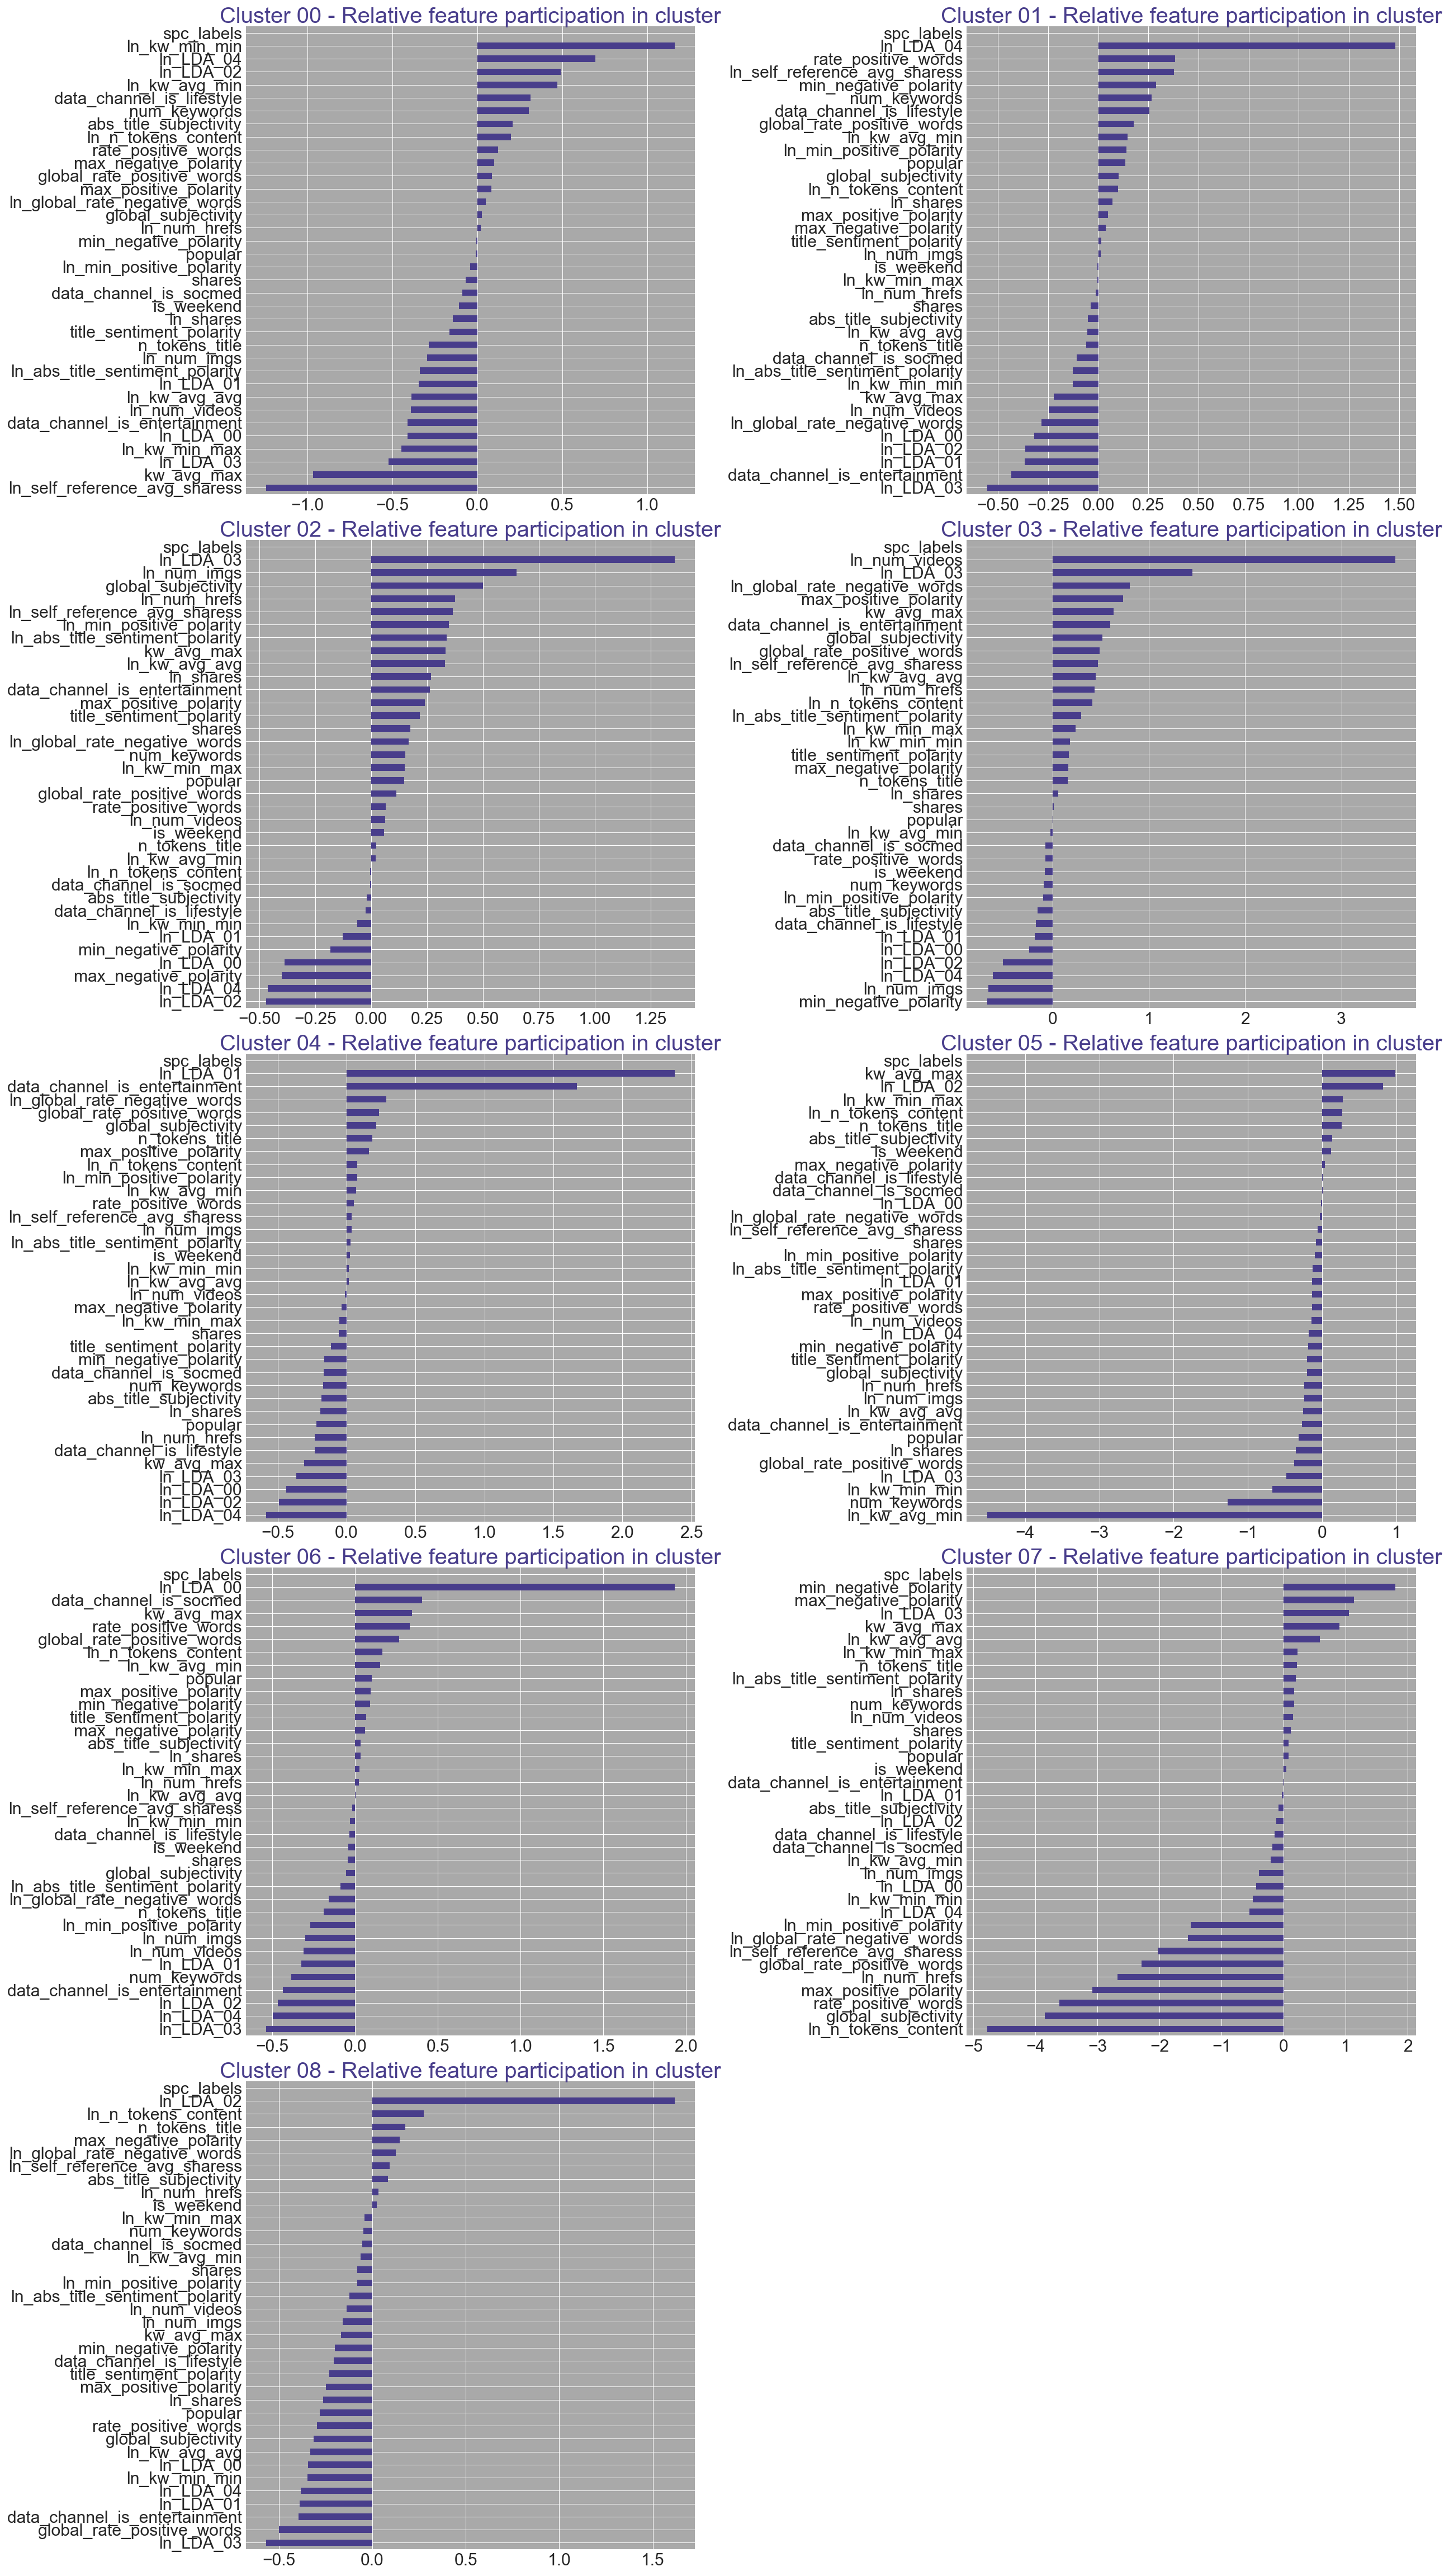 Cluster 00 - Relative feature participation in cluster
spc_labels
ln_kw_min_min
ln_LDA_04
ln_LDA_02
ln_kw_avg_min
data_channel_is_lifestyle
num_keywords
abs_title_subjectivity
ln_n_tokens_content
rate_positive_words
max_negative_polarity
global_rate_positive_words
max_positive_polarity
ln_global_rate_negative_words
global_subjectivity
ln_num_hrefs
min_negative_polarity
popular
ln_min_positive_polarity
shares
data_channel_is_socmed
is_weekend
ln_shares
title_sentiment_polarity
n_tokens_title
ln_num_imgs
ln_abs_title_sentiment_polarity
ln_LDA_01
ln_kw_avg_avg
ln_num_videos
data_channel_is_entertainment
ln_LDA_00
ln_kw_min_max
ln_LDA_03
kw_avg_max
ln_self_reference_avg_sharess
−1.0 −0.5 0.0 0.5 1.0
Cluster 01 - Relative feature participation in cluster
spc_labels
ln_LDA_04
rate_positive_words
ln_self_reference_avg_sharess
min_negative_polarity
num_keywords
data_channel_is_lifestyle
global_rate_positive_words
ln_kw_avg_min
ln_min_positive_polarity
popular
global_subjectivity
ln_n_tokens_content
ln_shares
max_positive_polarity
max_negative_polarity
title_sentiment_polarity
ln_num_imgs
is_weekend
ln_kw_min_max
ln_num_hrefs
shares
abs_title_subjectivity
ln_kw_avg_avg
n_tokens_title
data_channel_is_socmed
ln_abs_title_sentiment_polarity
ln_kw_min_min
kw_avg_max
ln_num_videos
ln_global_rate_negative_words
ln_LDA_00
ln_LDA_02
ln_LDA_01
data_channel_is_entertainment
ln_LDA_03
−0.50 −0.25 0.00 0.25 0.50 0.75 1.00 1.25 1.50
Cluster 02 - Relative feature participation in cluster
spc_labels
ln_LDA_03
ln_num_imgs
global_subjectivity
ln_num_hrefs
ln_self_reference_avg_sharess
ln_min_positive_polarity
ln_abs_title_sentiment_polarity
kw_avg_max
ln_kw_avg_avg
ln_shares
data_channel_is_entertainment
max_positive_polarity
title_sentiment_polarity
shares
ln_global_rate_negative_words
num_keywords
ln_kw_min_max
popular
global_rate_positive_words
rate_positive_words
ln_num_videos
is_weekend
n_tokens_title
ln_kw_avg_min
ln_n_tokens_content
data_channel_is_socmed
abs_title_subjectivity
data_channel_is_lifestyle
ln_kw_min_min
ln_LDA_01
min_negative_polarity
ln_LDA_00
max_negative_polarity
ln_LDA_04
ln_LDA_02
−0.50 −0.25 0.00 0.25 0.50 0.75 1.00 1.25
Cluster 03 - Relative feature participation in cluster
spc_labels
ln_num_videos
ln_LDA_03
ln_global_rate_negative_words
max_positive_polarity
kw_avg_max
data_channel_is_entertainment
global_subjectivity
global_rate_positive_words
ln_self_reference_avg_sharess
ln_kw_avg_avg
ln_num_hrefs
ln_n_tokens_content
ln_abs_title_sentiment_polarity
ln_kw_min_max
ln_kw_min_min
title_sentiment_polarity
max_negative_polarity
n_tokens_title
ln_shares
shares
popular
ln_kw_avg_min
data_channel_is_socmed
rate_positive_words
is_weekend
num_keywords
ln_min_positive_polarity
abs_title_subjectivity
data_channel_is_lifestyle
ln_LDA_01
ln_LDA_00
ln_LDA_02
ln_LDA_04
ln_num_imgs
min_negative_polarity
0 1 2 3
Cluster 04 - Relative feature participation in cluster
spc_labels
ln_LDA_01
data_channel_is_entertainment
ln_global_rate_negative_words
global_rate_positive_words
global_subjectivity
n_tokens_title
max_positive_polarity
ln_n_tokens_content
ln_min_positive_polarity
ln_kw_avg_min
rate_positive_words
ln_self_reference_avg_sharess
ln_num_imgs
ln_abs_title_sentiment_polarity
is_weekend
ln_kw_min_min
ln_kw_avg_avg
ln_num_videos
max_negative_polarity
ln_kw_min_max
shares
title_sentiment_polarity
min_negative_polarity
data_channel_is_socmed
num_keywords
abs_title_subjectivity
ln_shares
popular
ln_num_hrefs
data_channel_is_lifestyle
kw_avg_max
ln_LDA_03
ln_LDA_00
ln_LDA_02
ln_LDA_04
−0.5 0.0 0.5 1.0 1.5 2.0 2.5
Cluster 05 - Relative feature participation in cluster
spc_labels
kw_avg_max
ln_LDA_02
ln_kw_min_max
ln_n_tokens_content
n_tokens_title
abs_title_subjectivity
is_weekend
max_negative_polarity
data_channel_is_lifestyle
data_channel_is_socmed
ln_LDA_00
ln_global_rate_negative_words
ln_self_reference_avg_sharess
shares
ln_min_positive_polarity
ln_abs_title_sentiment_polarity
ln_LDA_01
max_positive_polarity
rate_positive_words
ln_num_videos
ln_LDA_04
min_negative_polarity
title_sentiment_polarity
global_subjectivity
ln_num_hrefs
ln_num_imgs
ln_kw_avg_avg
data_channel_is_entertainment
popular
ln_shares
global_rate_positive_words
ln_LDA_03
ln_kw_min_min
num_keywords
ln_kw_avg_min
−4 −3 −2 −1 0 1
Cluster 06 - Relative feature participation in cluster
spc_labels
ln_LDA_00
data_channel_is_socmed
kw_avg_max
rate_positive_words
global_rate_positive_words
ln_n_tokens_content
ln_kw_avg_min
popular
max_positive_polarity
min_negative_polarity
title_sentiment_polarity
max_negative_polarity
abs_title_subjectivity
ln_shares
ln_kw_min_max
ln_num_hrefs
ln_kw_avg_avg
ln_self_reference_avg_sharess
ln_kw_min_min
data_channel_is_lifestyle
is_weekend
shares
global_subjectivity
ln_abs_title_sentiment_polarity
ln_global_rate_negative_words
n_tokens_title
ln_min_positive_polarity
ln_num_imgs
ln_num_videos
ln_LDA_01
num_keywords
data_channel_is_entertainment
ln_LDA_02
ln_LDA_04
ln_LDA_03
−0.5 0.0 0.5 1.0 1.5 2.0
Cluster 07 - Relative feature participation in cluster
spc_labels
min_negative_polarity
max_negative_polarity
ln_LDA_03
kw_avg_max
ln_kw_avg_avg
ln_kw_min_max
n_tokens_title
ln_abs_title_sentiment_polarity
ln_shares
num_keywords
ln_num_videos
shares
title_sentiment_polarity
popular
is_weekend
data_channel_is_entertainment
ln_LDA_01
abs_title_subjectivity
ln_LDA_02
data_channel_is_lifestyle
data_channel_is_socmed
ln_kw_avg_min
ln_num_imgs
ln_LDA_00
ln_kw_min_min
ln_LDA_04
ln_min_positive_polarity
ln_global_rate_negative_words
ln_self_reference_avg_sharess
global_rate_positive_words
ln_num_hrefs
max_positive_polarity
rate_positive_words
global_subjectivity
ln_n_tokens_content
−5 −4 −3 −2 −1 0 1 2
Cluster 08 - Relative feature participation in cluster
spc_labels
ln_LDA_02
ln_n_tokens_content
n_tokens_title
max_negative_polarity
ln_global_rate_negative_words
ln_self_reference_avg_sharess
abs_title_subjectivity
ln_num_hrefs
is_weekend
ln_kw_min_max
num_keywords
data_channel_is_socmed
ln_kw_avg_min
shares
ln_min_positive_polarity
ln_abs_title_sentiment_polarity
ln_num_videos
ln_num_imgs
kw_avg_max
min_negative_polarity
data_channel_is_lifestyle
title_sentiment_polarity
max_positive_polarity
ln_shares
popular
rate_positive_words
global_subjectivity
ln_kw_avg_avg
ln_LDA_00
ln_kw_min_min
ln_LDA_04
ln_LDA_01
data_channel_is_entertainment
global_rate_positive_words
ln_LDA_03
−0.5 0.0 0.5 1.0 1.5